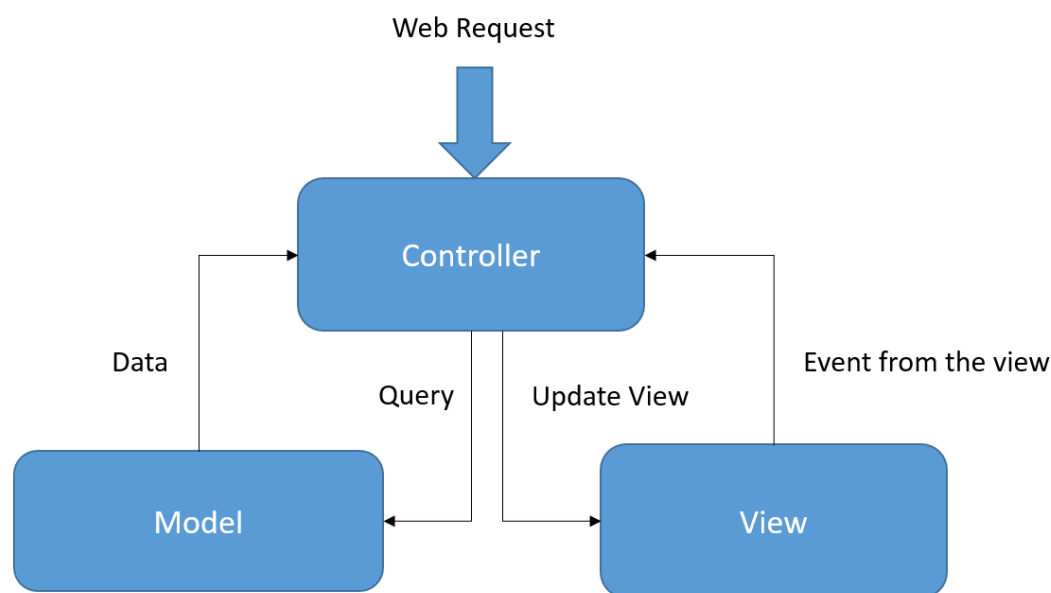 Web Request
Controller
Data
Query
Update View
Event from the view
Model
View